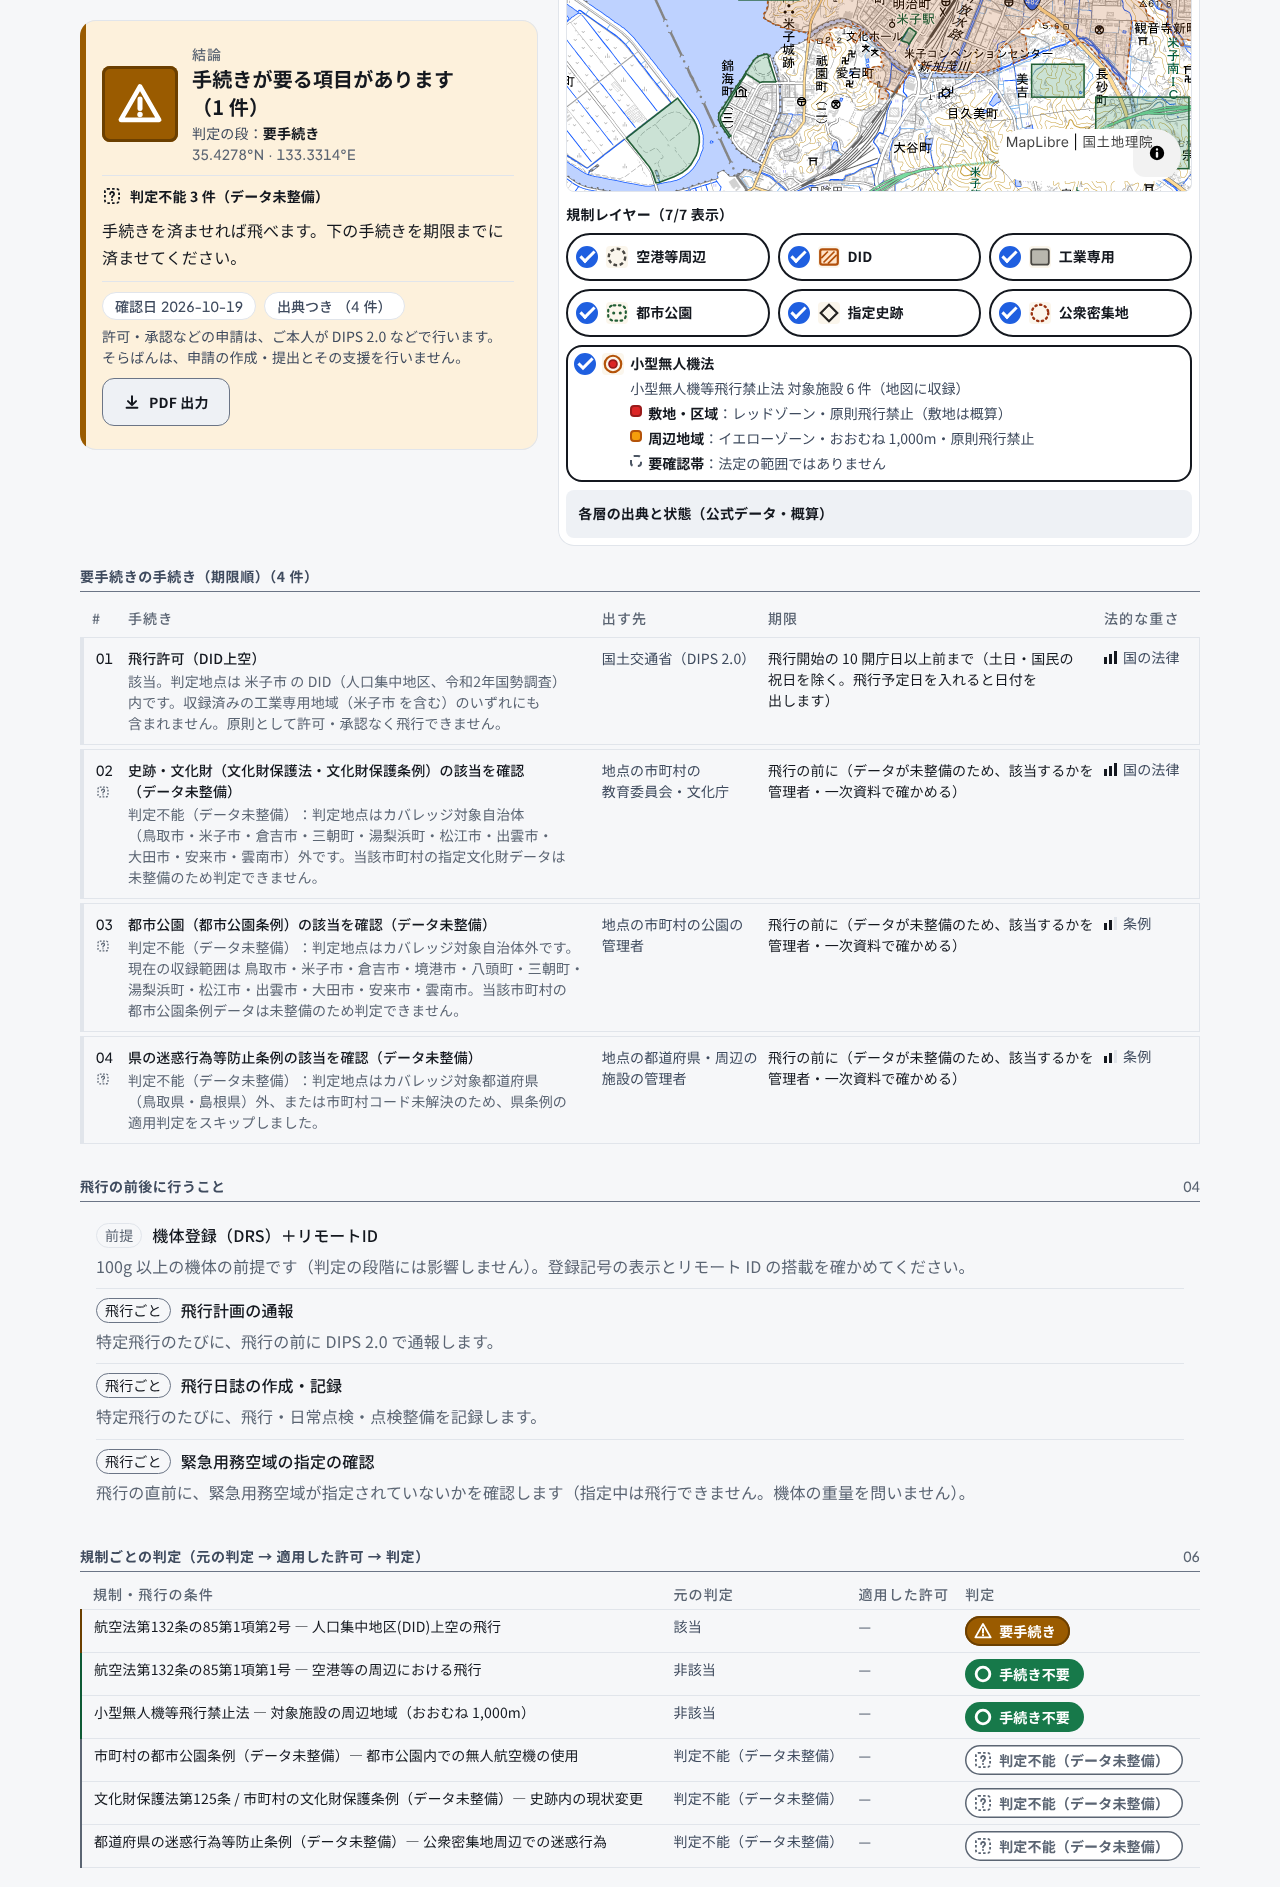 結論
手続きが要る項目があります
（1 件）
判定の段：要手続き
35.4278°N · 133.3314°E
判定不能 3 件（データ未整備）
手続きを済ませれば飛べます。下の手続きを期限までに
済ませてください。
確認日 2026-10-19
出典つき （4 件）
許可・承認などの申請は、ご本人が DIPS 2.0 などで行います。
そらばんは、申請の作成・提出とその支援を行いません。
PDF 出力
明治町
米子駅
放水路
米子城跡
文化ホール
米子コンベンションセンター
新加茂川
観音寺新町
米子南IC
錦海町（三）
祇園町（二）
愛宕町
美吉
長砂町
目久美町
大谷町
MapLibre | 国土地理院
宗
米子
規制レイヤー（7/7 表示）
空港等周辺
DID
工業専用
都市公園
指定史跡
公衆密集地
小型無人機法
小型無人機等飛行禁止法 対象施設 6 件（地図に収録）
敷地・区域：レッドゾーン・原則飛行禁止（敷地は概算）
周辺地域：イエローゾーン・おおむね 1,000m・原則飛行禁止
要確認帯：法定の範囲ではありません
各層の出典と状態（公式データ・概算）
要手続きの手続き（期限順）（4 件）
# 手続き 出す先 期限 法的な重さ
01 飛行許可（DID上空）
該当。判定地点は 米子市 の DID（人口集中地区、令和2年国勢調査）
内です。収録済みの工業専用地域（米子市 を含む）のいずれにも
含まれません。原則として許可・承認なく飛行できません。
国土交通省（DIPS 2.0）
飛行開始の 10 開庁日以上前まで（土日・国民の
祝日を除く。飛行予定日を入れると日付を
出します）
国の法律
02 史跡・文化財（文化財保護法・文化財保護条例）の該当を確認
（データ未整備）
判定不能（データ未整備）：判定地点はカバレッジ対象自治体
（鳥取市・米子市・倉吉市・三朝町・湯梨浜町・松江市・出雲市・
大田市・安来市・雲南市）外です。当該市町村の指定文化財データは
未整備のため判定できません。
地点の市町村の
教育委員会・文化庁
飛行の前に（データが未整備のため、該当するかを
管理者・一次資料で確かめる）
国の法律
03 都市公園（都市公園条例）の該当を確認（データ未整備）
判定不能（データ未整備）：判定地点はカバレッジ対象自治体外です。
現在の収録範囲は 鳥取市・米子市・倉吉市・境港市・八頭町・三朝町・
湯梨浜町・松江市・出雲市・大田市・安来市・雲南市。当該市町村の
都市公園条例データは未整備のため判定できません。
地点の市町村の公園の
管理者
飛行の前に（データが未整備のため、該当するかを
管理者・一次資料で確かめる）
条例
04 県の迷惑行為等防止条例の該当を確認（データ未整備）
判定不能（データ未整備）：判定地点はカバレッジ対象都道府県
（鳥取県・島根県）外、または市町村コード未解決のため、県条例の
適用判定をスキップしました。
地点の都道府県・周辺の
施設の管理者
飛行の前に（データが未整備のため、該当するかを
管理者・一次資料で確かめる）
条例
飛行の前後に行うこと 04
前提 機体登録（DRS）＋リモートID
100g 以上の機体の前提です（判定の段階には影響しません）。登録記号の表示とリモート ID の搭載を確かめてください。
飛行ごと 飛行計画の通報
特定飛行のたびに、飛行の前に DIPS 2.0 で通報します。
飛行ごと 飛行日誌の作成・記録
特定飛行のたびに、飛行・日常点検・点検整備を記録します。
飛行ごと 緊急用務空域の指定の確認
飛行の直前に、緊急用務空域が指定されていないかを確認します（指定中は飛行できません。機体の重量を問いません）。
規制ごとの判定（元の判定 → 適用した許可 → 判定） 06
規制・飛行の条件 元の判定 適用した許可 判定
航空法第132条の85第1項第2号 — 人口集中地区(DID)上空の飛行 該当 — 要手続き
航空法第132条の85第1項第1号 — 空港等の周辺における飛行 非該当 — 手続き不要
小型無人機等飛行禁止法 — 対象施設の周辺地域（おおむね 1,000m） 非該当 — 手続き不要
市町村の都市公園条例（データ未整備）— 都市公園内での無人航空機の使用 判定不能（データ未整備） — 判定不能（データ未整備）
文化財保護法第125条 / 市町村の文化財保護条例（データ未整備）— 史跡内の現状変更 判定不能（データ未整備） — 判定不能（データ未整備）
都道府県の迷惑行為等防止条例（データ未整備）— 公衆密集地周辺での迷惑行為 判定不能（データ未整備） — 判定不能（データ未整備）